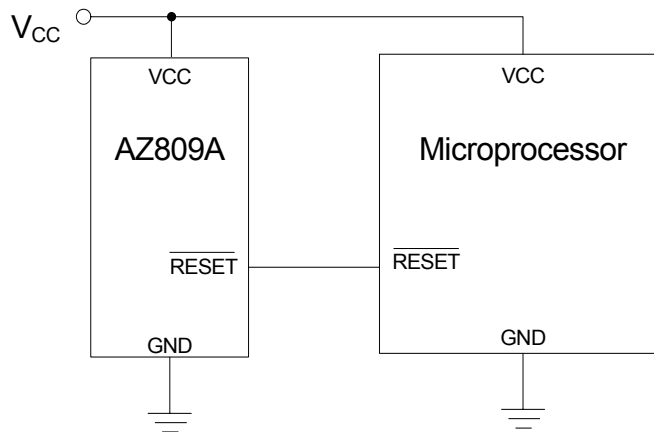 VCC
VCC
AZ809A
RESET
GND
VCC
Microprocessor
RESET
GND